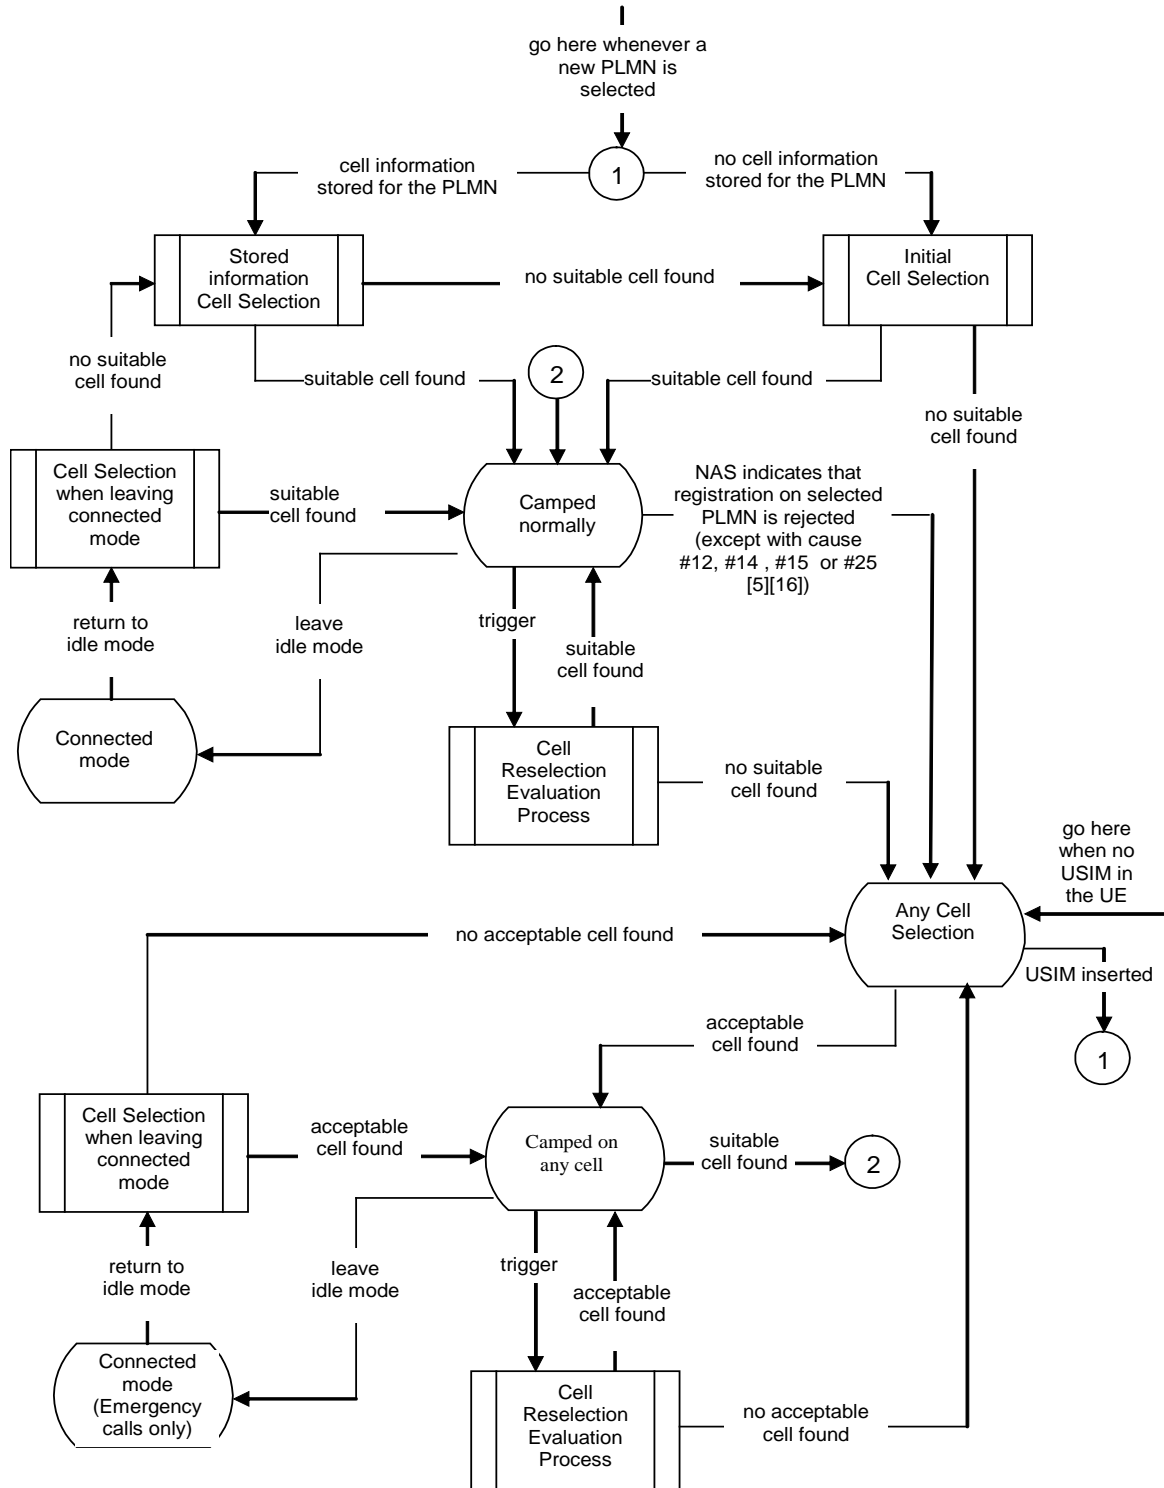 go here whenever a
new PLMN is
selected
1
cell information
stored for the PLMN
no cell information
stored for the PLMN
Stored
information
Cell Selection
no suitable cell found
Initial
Cell Selection
no suitable
cell found
suitable cell found
2
suitable cell found
no suitable
cell found
Cell Selection
when leaving
connected
mode
suitable
cell found
Camped
normally
NAS indicates that
registration on selected
PLMN is rejected
(except with cause
#12, #14 , #15 or #25
[5][16])
return to
idle mode
leave
idle mode
trigger
suitable
cell found
Connected
mode
Cell
Reselection
Evaluation
Process
no suitable
cell found
go here
when no
USIM in
the UE
Any Cell
Selection
no acceptable cell found
USIM inserted
1
acceptable
cell found
Cell Selection
when leaving
connected
mode
acceptable
cell found
Camped on
any cell
suitable
cell found
2
return to
idle mode
leave
idle mode
trigger
acceptable
cell found
Connected
mode
(Emergency
calls only)
Cell
Reselection
Evaluation
Process
no acceptable
cell found